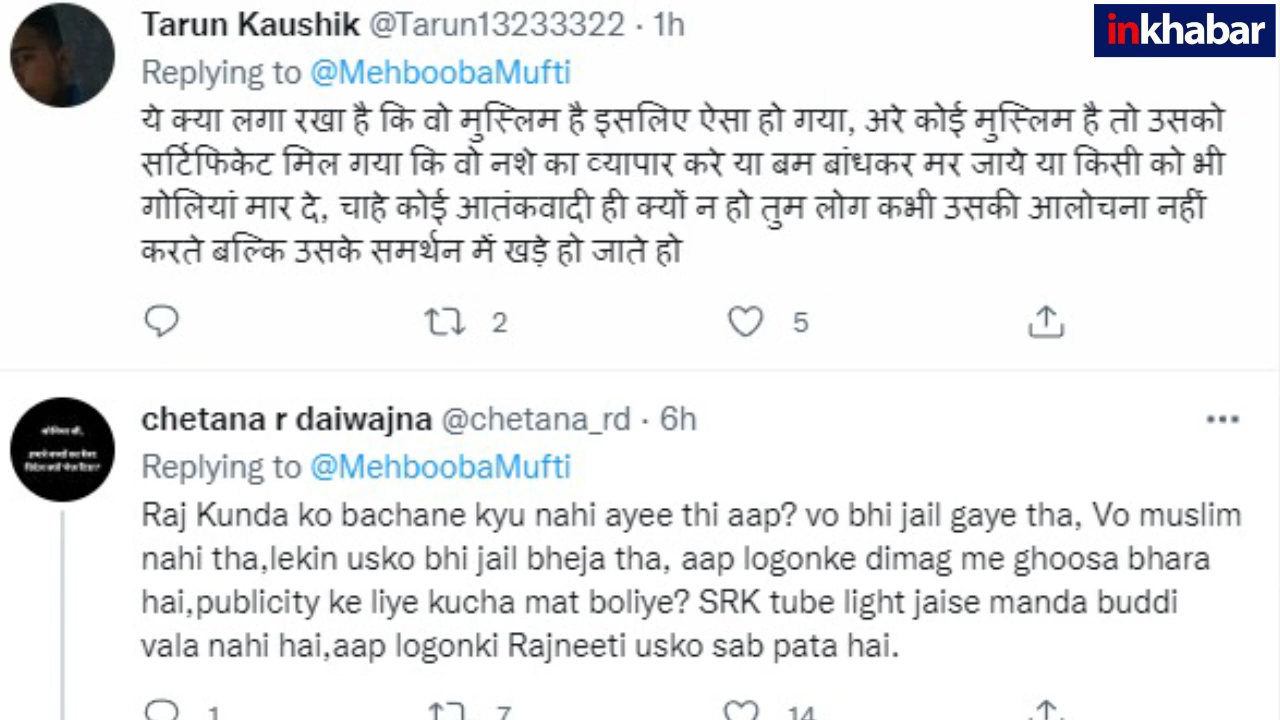 inkhabar
Tarun Kaushik @Tarun13233322 · 1h
Replying to @MehboobaMufti
ये क्या लगा रखा है कि वो मुस्लिम है इसलिए ऐसा हो गया, अरे कोई मुस्लिम है तो उसको
सर्टिफिकेट मिल गया कि वो नशे का व्यापार करे या बम बांधकर मर जाये या किसी को भी
गोलियां मार दे, चाहे कोई आतंकवादी ही क्यों न हो तुम लोग कभी उसकी आलोचना नहीं
करते बल्कि उसके समर्थन में खड़े हो जाते हो
2 5
chetana r daiwajna @chetana_rd · 6h
Replying to @MehboobaMufti
Raj Kunda ko bachane kyu nahi ayee thi aap? vo bhi jail gaye tha, Vo muslim
nahi tha,lekin usko bhi jail bheja tha, aap logonke dimag me ghoosa bhara
hai,publicity ke liye kucha mat boliye? SRK tube light jaise manda buddi
vala nahi hai,aap logonki Rajneeti usko sab pata hai.
1 7 14